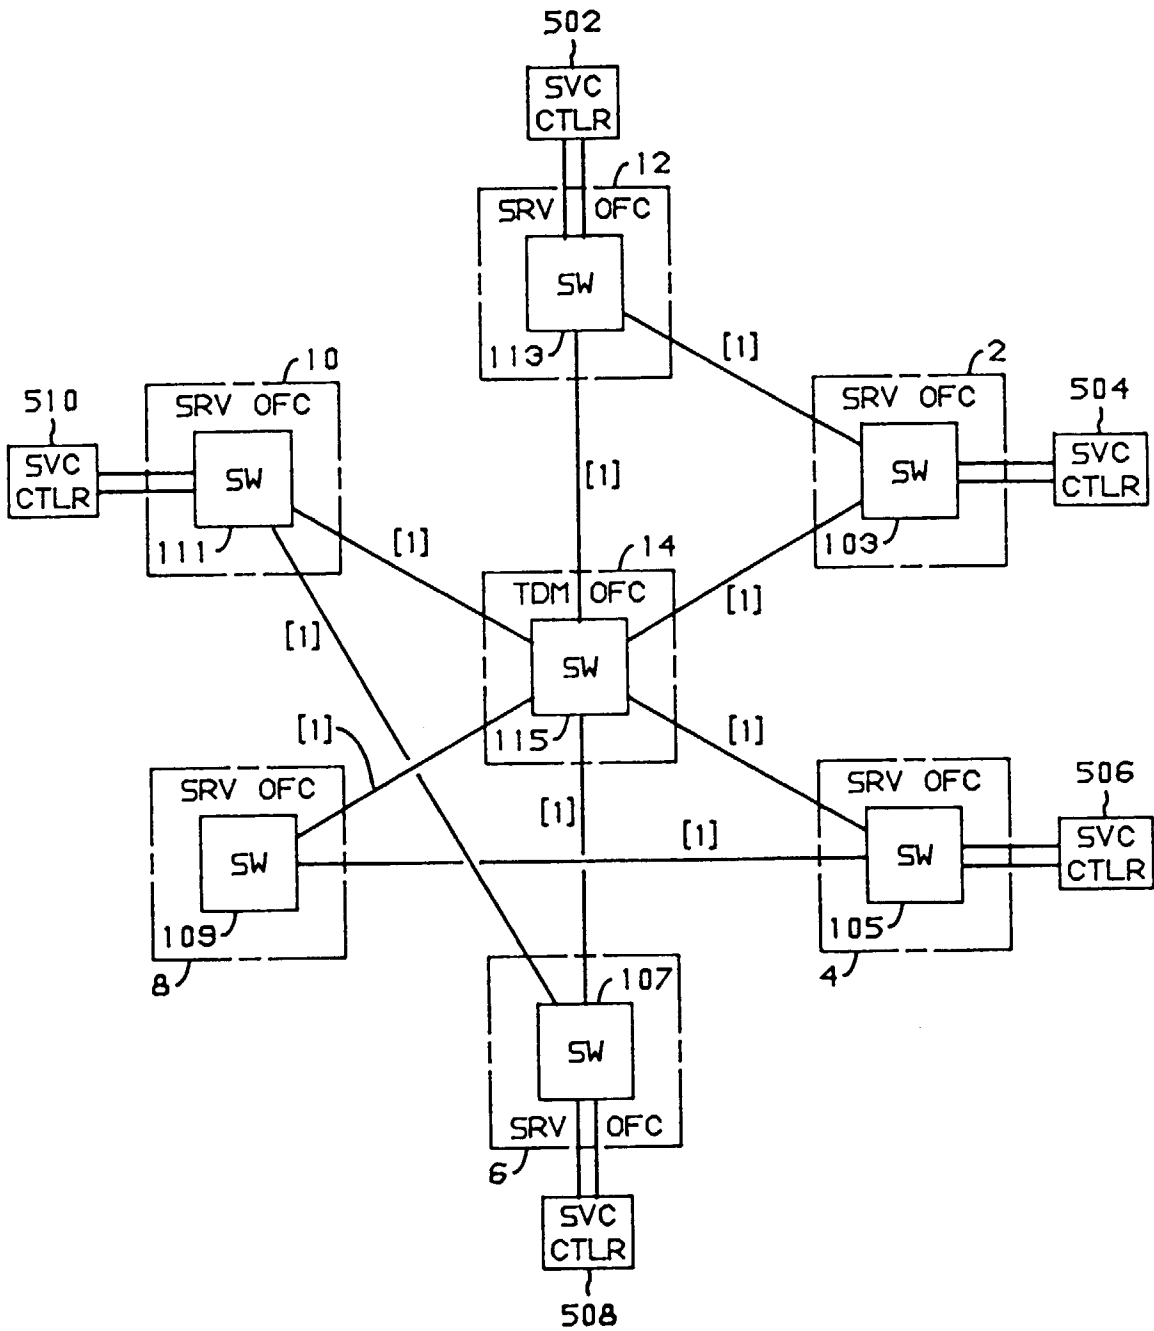 502
SVC
CTLR
12
SRV OFC
SW
113
[1]
10
2
510
SRV OFC
SRV OFC
504
SVC
CTLR
SW
111
[1]
[1]
SW
103
SVC
CTLR
14
TDM OFC
[1]
[1]
SW
115
[1]
[1]
SRV OFC
[1]
SRV OFC
506
SW
109
8
[1]
SW
105
4
SVC
CTLR
107
SW
SRV OFC
6
SVC
CTLR
508